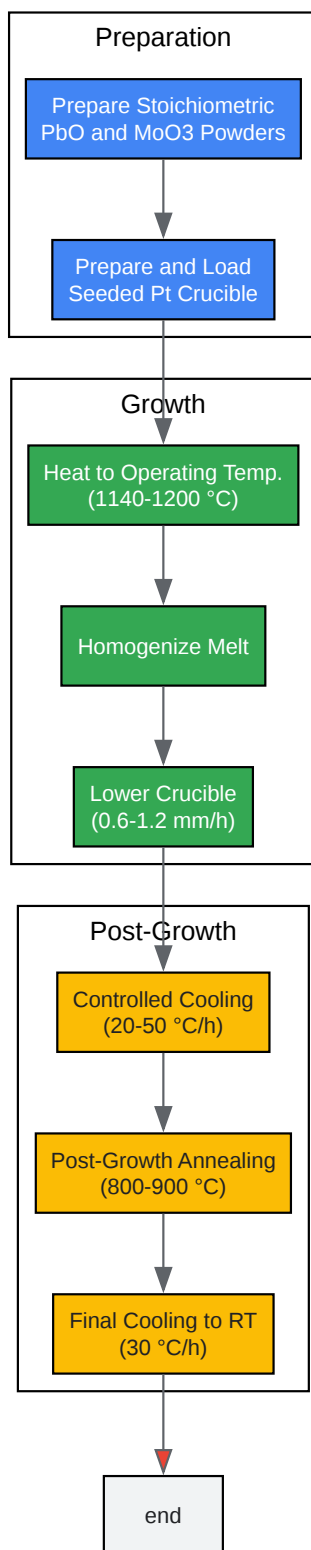 Preparation
Prepare Stoichiometric
PbO and MoO3 Powders
Prepare and Load
Seeded Pt Crucible
Growth
Heat to Operating Temp.
(1140-1200 °C)
Homogenize Melt
Lower Crucible
(0.6-1.2 mm/h)
Post-Growth
Controlled Cooling
(20-50 °C/h)
Post-Growth Annealing
(800-900 °C)
Final Cooling to RT
(30 °C/h)
end